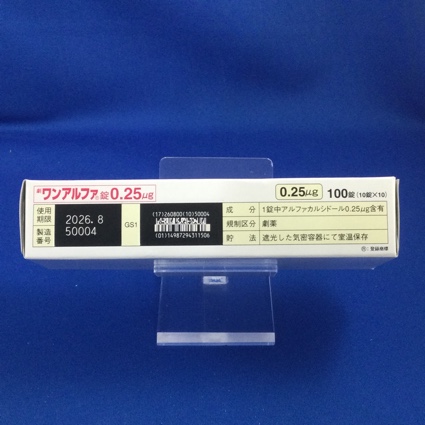 劇 ワンアルファ®錠0.25μg
0.25μg 100錠(10錠×10)
使用期限 2026.8
製造番号 50004
GS1
(17)260800(10)50004
(01)14987294311506
成分 1錠中アルファカルシドール0.25μg含有
規制区分 劇薬
貯法 遮光した気密容器にて室温保存
®:登録商標